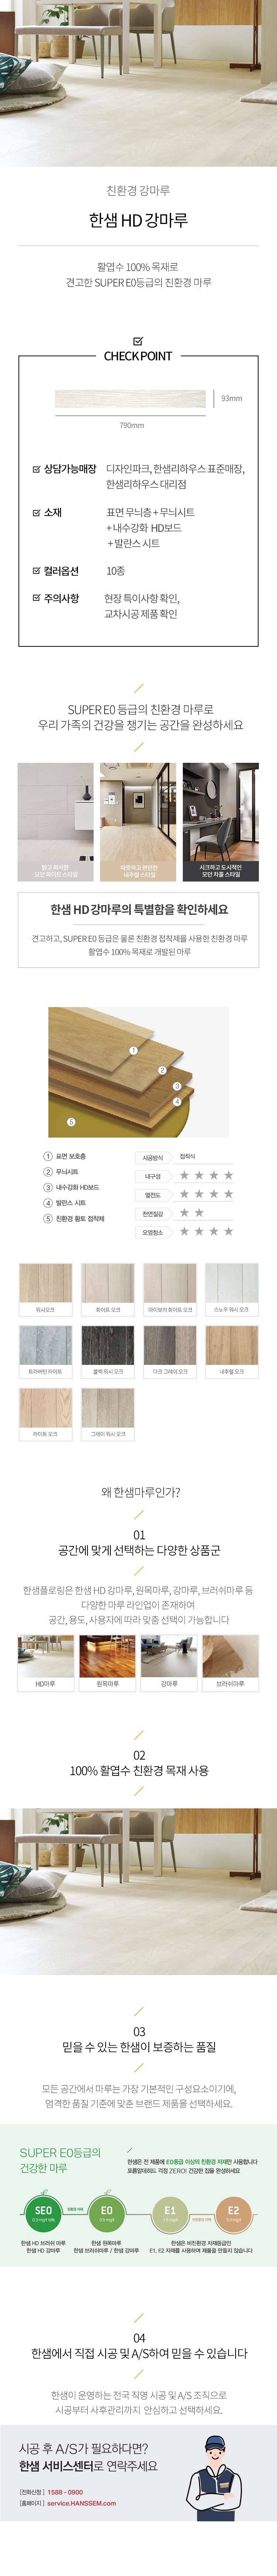 친환경 강마루
한샘 HD 강마루
활엽수 100% 목재로
견고한 SUPER E0등급의 친환경 마루
CHECK POINT
93mm
790mm
상담가능매장 디자인파크, 한샘리하우스 표준매장,
한샘리하우스 대리점
소재 표면 무늬층 + 무늬시트
+ 내수강화 HD보드
+ 발란스 시트
컬러옵션 10종
주의사항 현장 특이사항 확인,
교차시공 제품 확인
SUPER E0 등급의 친환경 마루로
우리 가족의 건강을 챙기는 공간을 완성하세요
밝고 화사한
모던 화이트 스타일
따뜻하고 편안한
내추럴 스타일
시크하고 도시적인
모던 차콜 스타일
한샘 HD 강마루의 특별함을 확인하세요
견고하고, SUPER E0 등급은 물론 친환경 접착제를 사용한 친환경 마루
활엽수 100% 목재로 개발된 마루
1
2
3
4
5
① 표면 보호층
② 무늬시트
③ 내수강화 HD보드
④ 발란스 시트
⑤ 친환경 황토 접착제
시공방식 접착식
내구성 ★ ★ ★ ★
열전도 ★ ★ ★ ★
천연질감 ★ ★
오염청소 ★ ★ ★ ★
워시오크 화이트 오크 아이보리 화이트 오크 스노우 워시 오크
트라버틴 라이트 블랙 워시 오크 다크 그레이 오크 내추럴 오크
라이트 오크 그레이 워시 오크
왜 한샘마루인가?
01
공간에 맞게 선택하는 다양한 상품군
한샘플로링은 한샘 HD 강마루, 원목마루, 강마루, 브러쉬마루 등
다양한 마루 라인업이 존재하여
공간, 용도, 사용자에 따라 맞춤 선택이 가능합니다
HD마루 원목마루 강마루 브러쉬마루
02
100% 활엽수 친환경 목재 사용
03
믿을 수 있는 한샘이 보증하는 품질
모든 공간에서 마루는 가장 기본적인 구성요소이기에,
엄격한 품질 기준에 맞춘 브랜드 제품을 선택하세요.
SUPER E0등급의
건강한 마루
한샘은 전 제품에 E0등급 이상의 친환경 자재만 사용합니다
포름알데히드 걱정 ZERO! 건강한 집을 완성하세요
SE0
E0
E1
E2
한샘 HD 브러쉬 마루
한샘 HD 강마루
한샘 원목마루
한샘 브러쉬마루 / 한샘 강마루
한샘은 비친환경 자재등급인
E1, E2 자재를 사용하여 제품을 만들지 않습니다
04
한샘에서 직접 시공 및 A/S하여 믿을 수 있습니다
한샘이 운영하는 전국 직영 시공 및 A/S 조직으로
시공부터 사후관리까지 안심하고 선택하세요.
시공 후 A/S가 필요하다면?
한샘 서비스센터로 연락주세요
[전화신청] 1588 - 0900
[홈페이지] service.HANSSEM.com